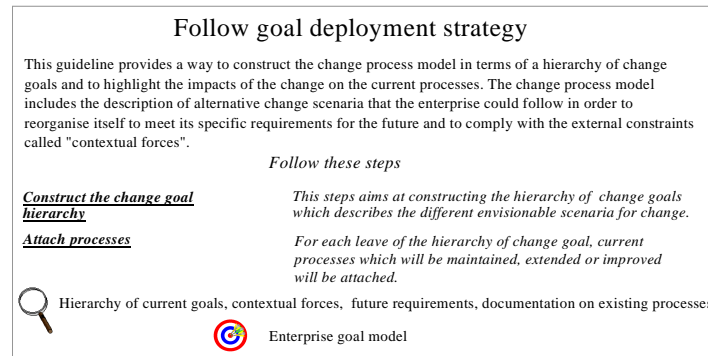 Follow goal deployment strategy
This guideline provides a way to construct the change process model in terms of a hierarchy of change
goals and to highlight the impacts of the change on the current processes. The change process model
includes the description of alternative change scenaria that the enterprise could follow in order to
reorganise itself to meet its specific requirements for the future and to comply with the external constraints
called "contextual forces".
Follow these steps
Construct the change goal
hierarchy
This steps aims at constructing the hierarchy of change goals
which describes the different envisionable scenaria for change.
Attach processes
For each leave of the hierarchy of change goal, current
processes which will be maintained, extended or improved
will be attached.
Hierarchy of current goals, contextual forces, future requirements, documentation on existing processes
Enterprise goal model